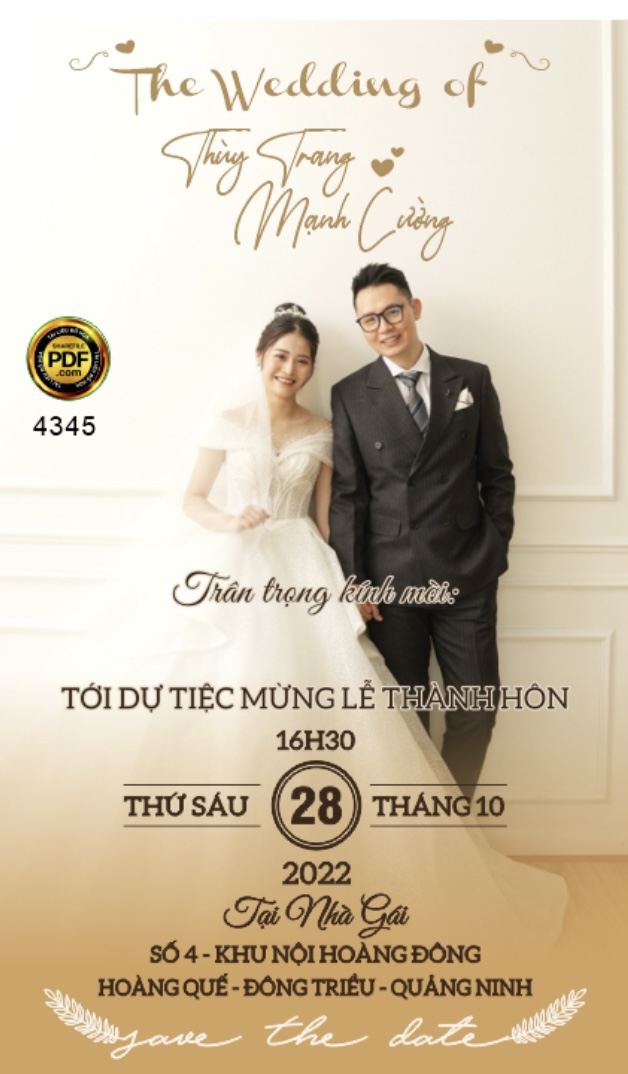 The Wedding of
Thùy Trang
Mạnh Cường
SHAREFILE
PDF
.com
4345
Trân trọng kính mời:
TỚI DỰ TIỆC MỪNG LỄ THÀNH HÔN
16H30
THỨ SÁU 28 THÁNG 10
2022
Tại Nhà Gái
SỐ 4 - KHU NỘI HOÀNG ĐÔNG
HOÀNG QUẾ - ĐÔNG TRIỀU - QUẢNG NINH
save the date